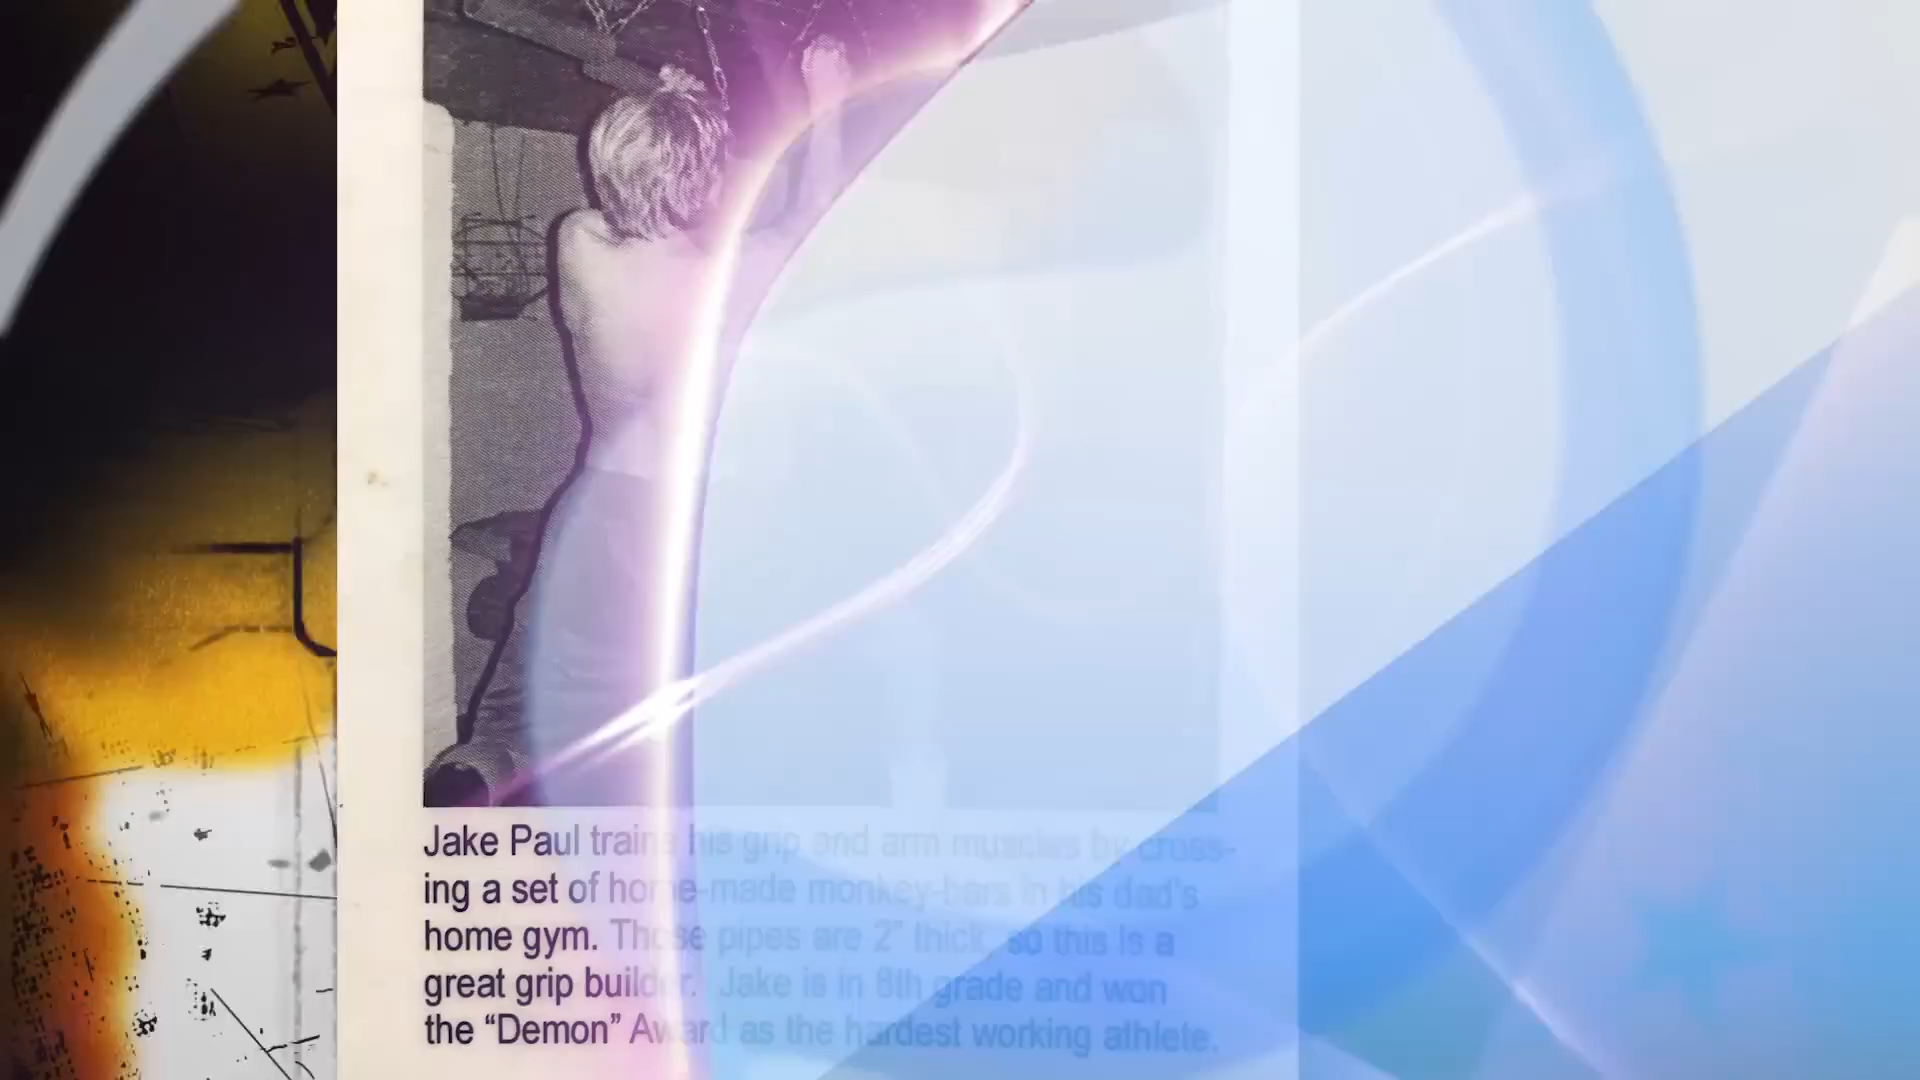 Jake Paul trains his grip and arm muscles by cross-
ing a set of home-made monkey-bars in his dad's
home gym. Those pipes are 2" thick, so this is a
great grip builder. Jake is in 8th grade and won
the “Demon” Award as the hardest working athlete.